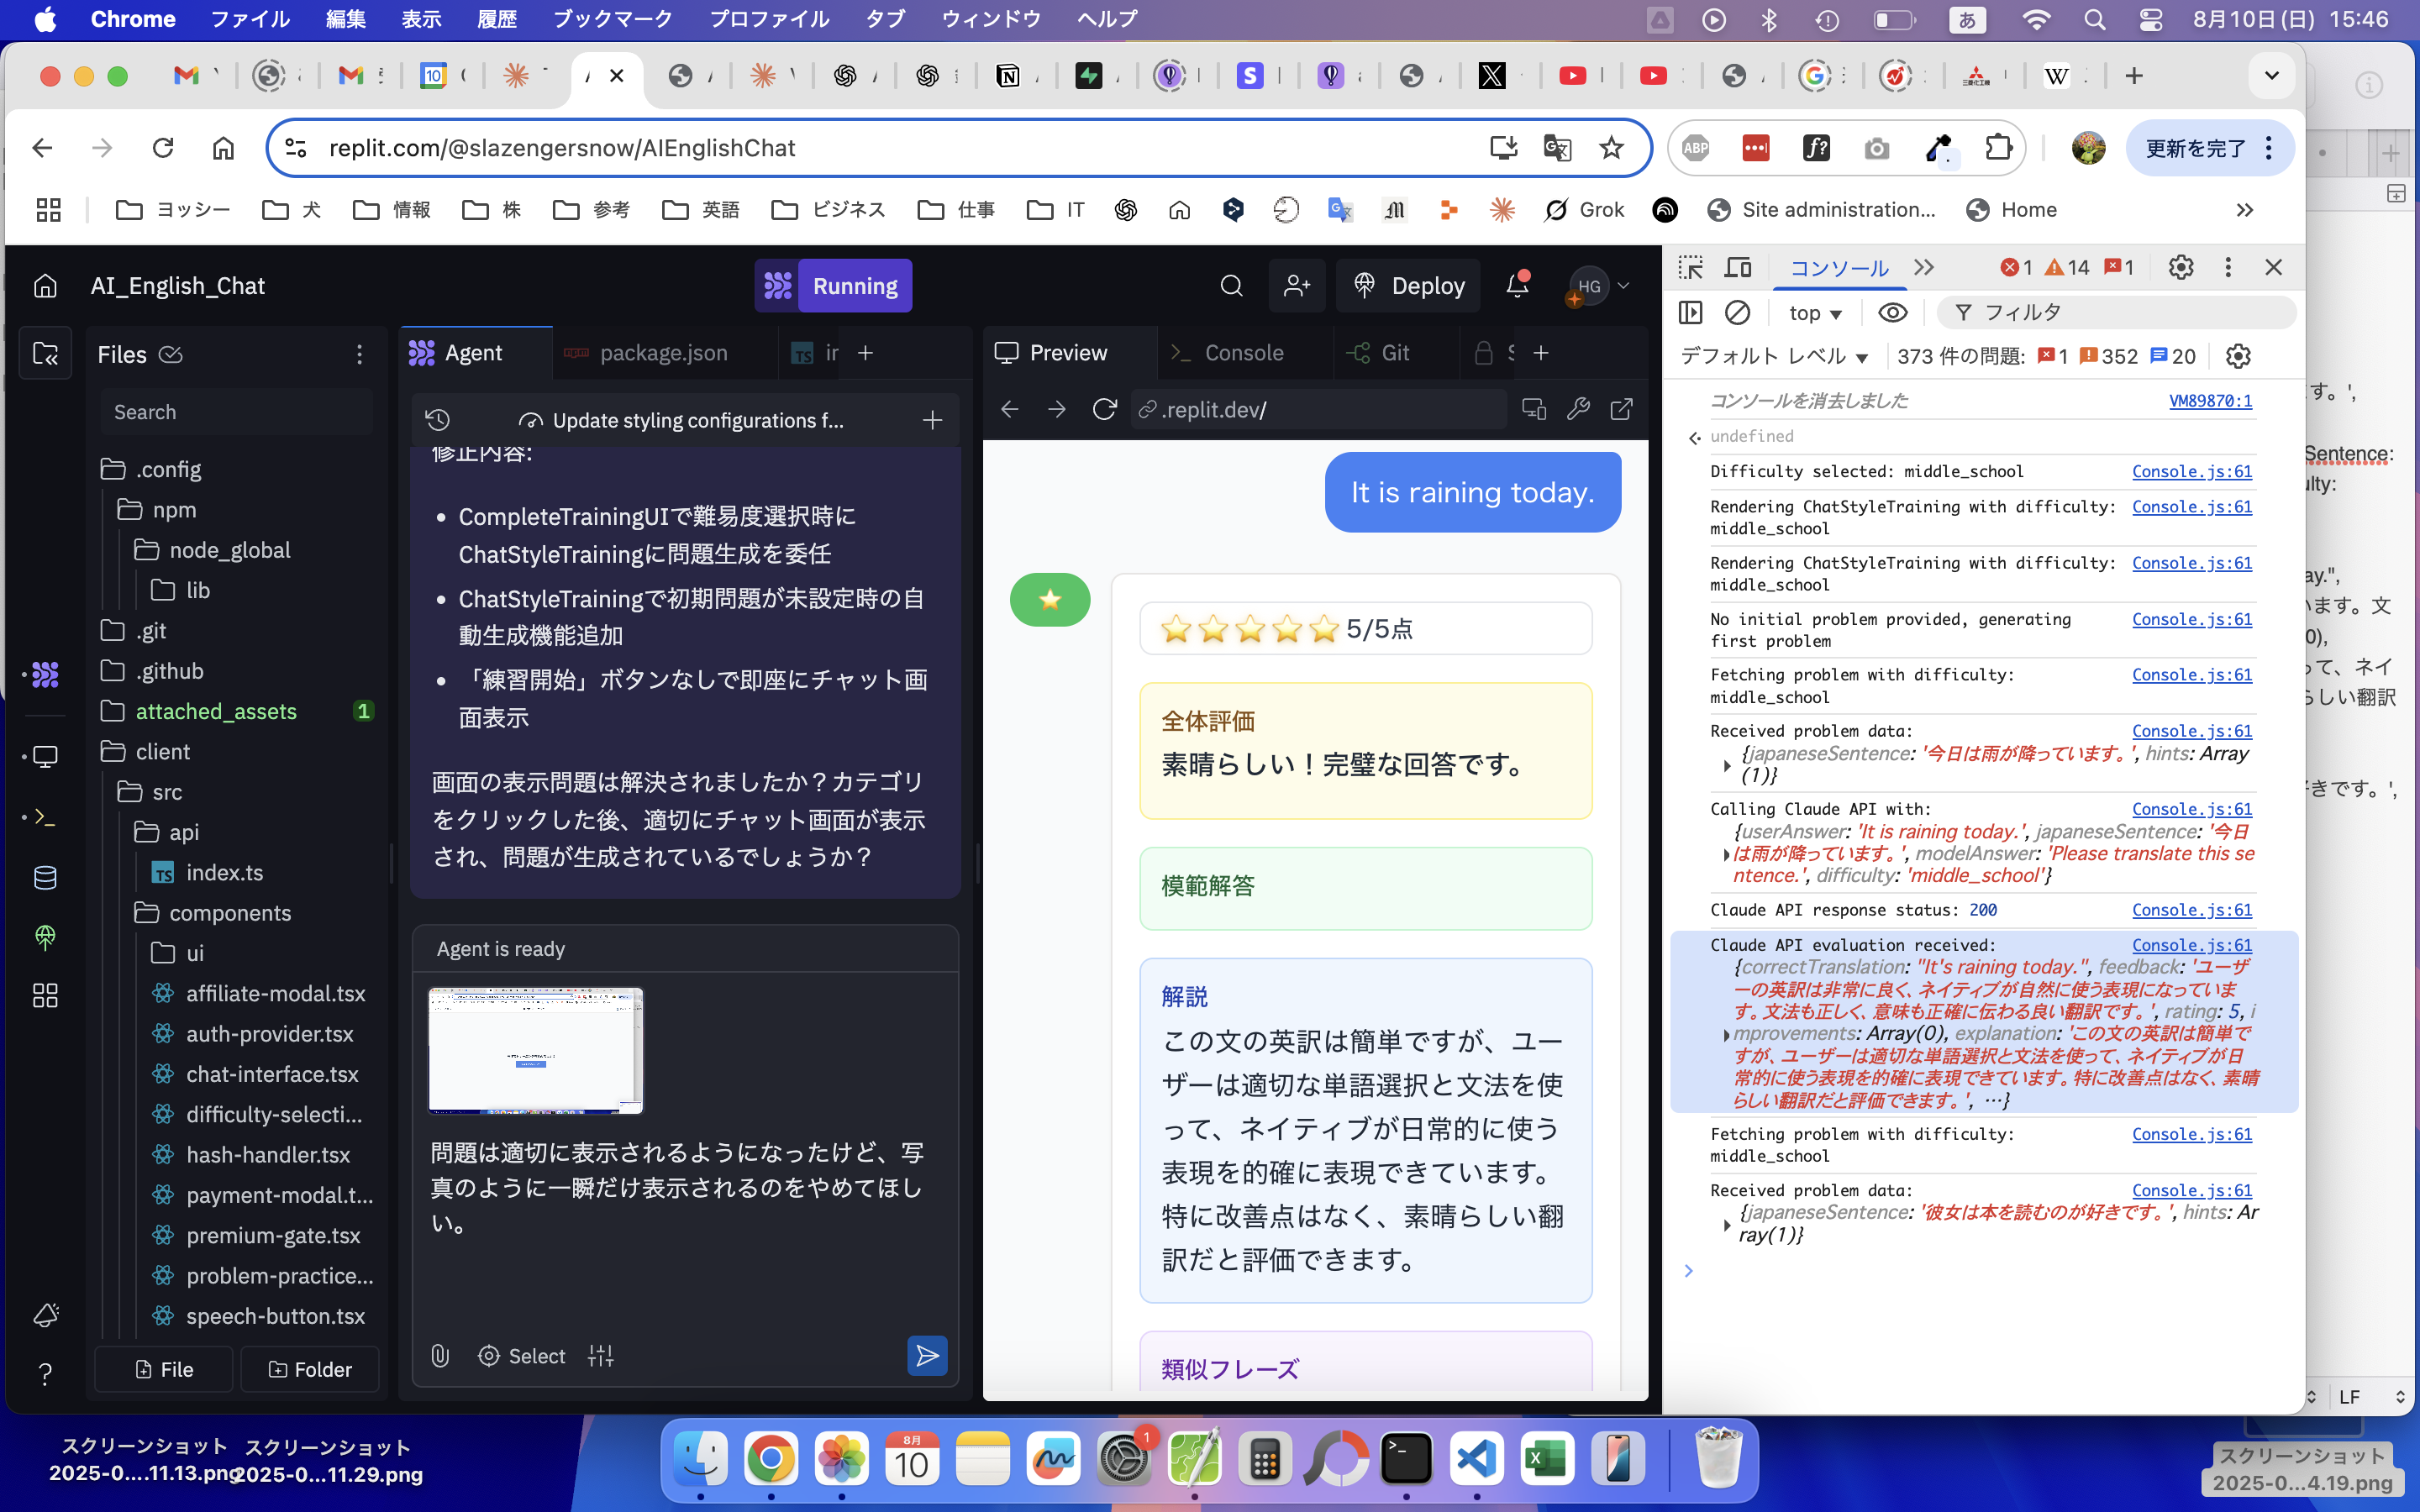 Chrome ファイル 編集 表示 履歴 ブックマーク プロファイル タブ ウィンドウ ヘルプ
あ 8月10日(日) 15:46
replit.com/@slazengersnow/AIEnglishChat
ABP f? 更新を完了
ヨッシー 犬 情報 株 参考 英語 ビジネス 仕事 IT Grok Site administration... Home
AI_English_Chat
Running
Deploy
HG
Files
Search
.config
npm
node_global
lib
.git
.github
attached_assets 1
client
src
api
TS index.ts
components
ui
affiliate-modal.tsx
auth-provider.tsx
chat-interface.tsx
difficulty-selecti...
hash-handler.tsx
payment-modal.t...
premium-gate.tsx
problem-practice...
speech-button.tsx
File Folder
Agent package.json TS
Update styling configurations f...
修正内容:
• CompleteTrainingUIで難易度選択時に
ChatStyleTrainingに問題生成を委任
• ChatStyleTrainingで初期問題が未設定時の自
動生成機能追加
• 「練習開始」ボタンなしで即座にチャット画
面表示
画面の表示問題は解決されましたか？カテゴリ
をクリックした後、適切にチャット画面が表示
され、問題が生成されているでしょうか？
Agent is ready
問題は適切に表示されるようになったけど、写
真のように一瞬だけ表示されるのをやめてほし
い。
Select
Preview Console Git
.replit.dev/
It is raining today.
5/5点
全体評価
素晴らしい！完璧な回答です。
模範解答
解説
この文の英訳は簡単ですが、ユー
ザーは適切な単語選択と文法を使
って、ネイティブが日常的に使う
表現を的確に表現できています。
特に改善点はなく、素晴らしい翻
訳だと評価できます。
類似フレーズ
コンソール 1 14 1
top フィルタ
デフォルト レベル 373 件の問題: 1 352 20
コンソールを消去しました VM89870:1
undefined
Difficulty selected: middle_school Console.js:61
Rendering ChatStyleTraining with difficulty: Console.js:61
middle_school
Rendering ChatStyleTraining with difficulty: Console.js:61
middle_school
No initial problem provided, generating Console.js:61
first problem
Fetching problem with difficulty: Console.js:61
middle_school
Received problem data: Console.js:61
{japaneseSentence: '今日は雨が降っています。', hints: Array
(1)}
Calling Claude API with: Console.js:61
{userAnswer: 'It is raining today.', japaneseSentence: '今日
は雨が降っています。', modelAnswer: 'Please translate this se
ntence.', difficulty: 'middle_school'}
Claude API response status: 200 Console.js:61
Claude API evaluation received: Console.js:61
{correctTranslation: "It's raining today.", feedback: 'ユーザ
ーの英訳は非常に良く、ネイティブが自然に使う表現になっていま
す。文法も正しく、意味も正確に伝わる良い翻訳です。', rating: 5, i
mprovements: Array(0), explanation: 'この文の英訳は簡単で
すが、ユーザーは適切な単語選択と文法を使って、ネイティブが日
常的に使う表現を的確に表現できています。特に改善点はなく、素晴
らしい翻訳だと評価できます。', …}
Fetching problem with difficulty: Console.js:61
middle_school
Received problem data: Console.js:61
{japaneseSentence: '彼女は本を読むのが好きです。', hints: Ar
ray(1)}
す。',
Sentence:
ulty:
ay.",
います。文
0),
って、ネイ
らしい翻訳
きです。',
LF
スクリーンショット
2025-0....11.13.png
スクリーンショット
2025-0...11.29.png
8月
10
1
スクリーンショット
2025-0...4.19.png